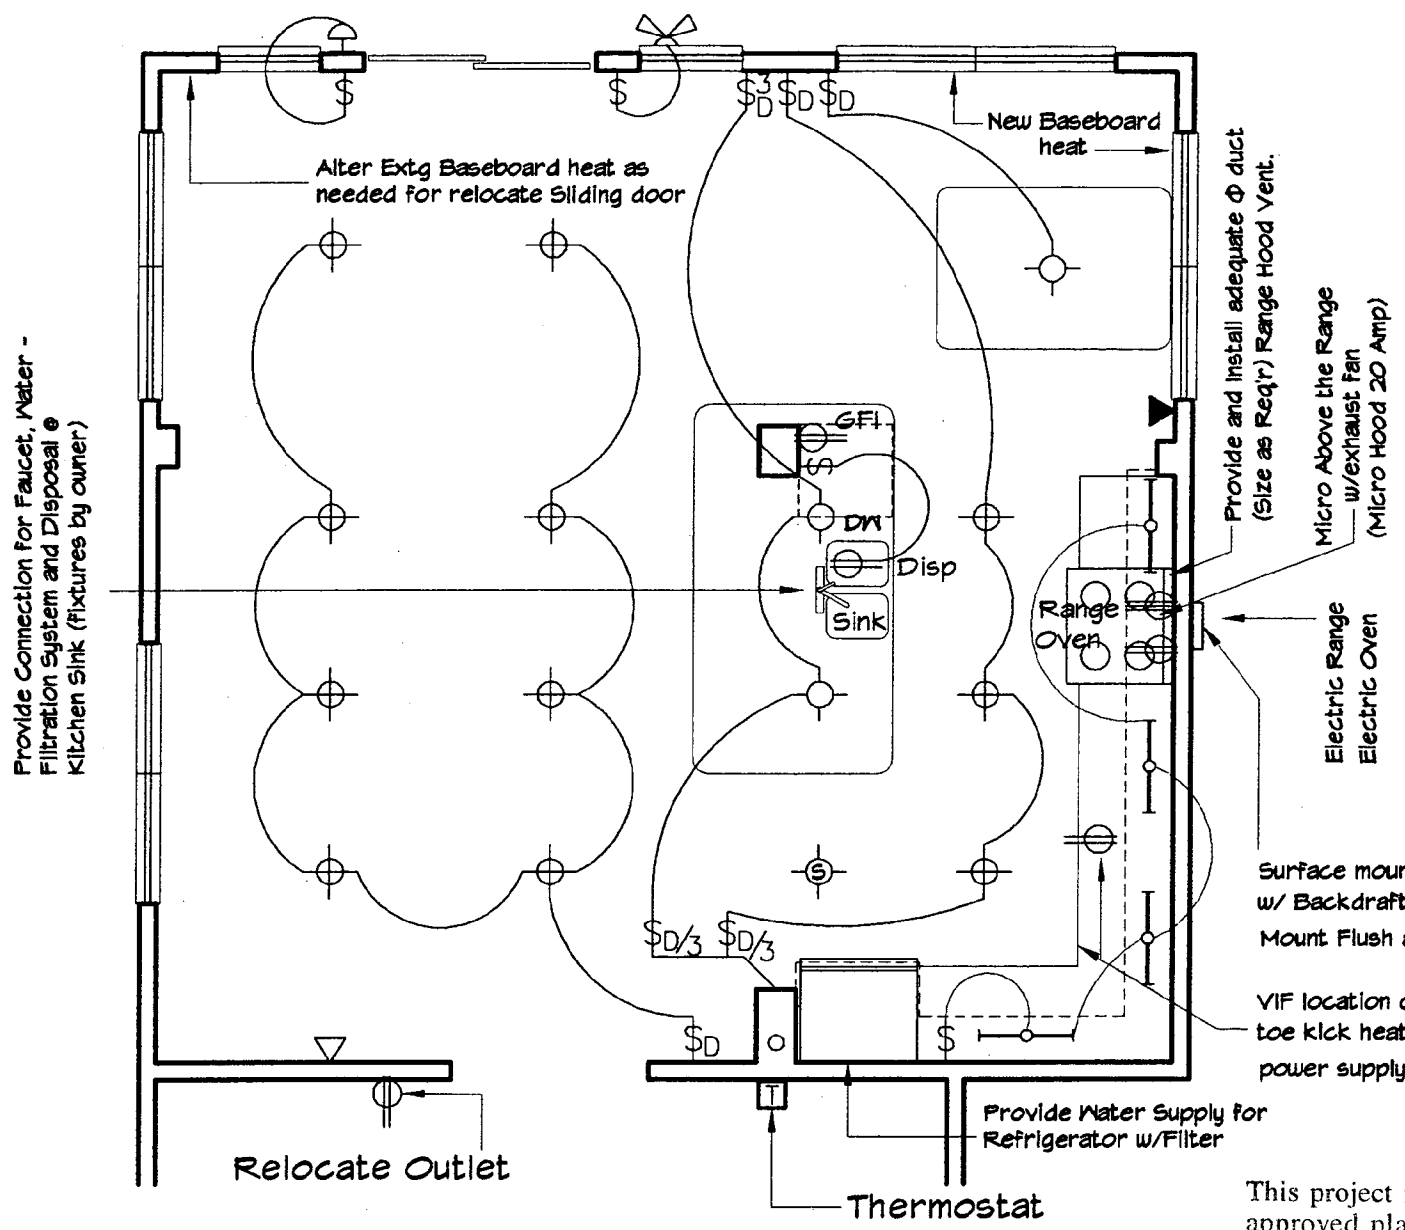 $
$
$3D
$D
$D
New Baseboard
heat
Alter Extg Baseboard heat as
needed for relocate Sliding door
Provide and Install adequate Φ duct
(Size as Req'r) Range Hood Vent.
Micro Above the Range
w/exhaust fan
(Micro Hood 20 Amp)
Provide Connection for Faucet, Water -
Filtration System and Disposal @
Kitchen Sink (fixtures by owner)
GFI
$
DW
Disp
Sink
Range
Oven
Electric Range
Electric Oven
S
Surface moun
w/ Backdraft
Mount Flush a
$D/3
$D/3
VIF location o
toe kick heat
power supply
$D
$
T
Provide Water Supply for
Refrigerator w/Filter
Relocate Outlet
Thermostat
This project
approved pla